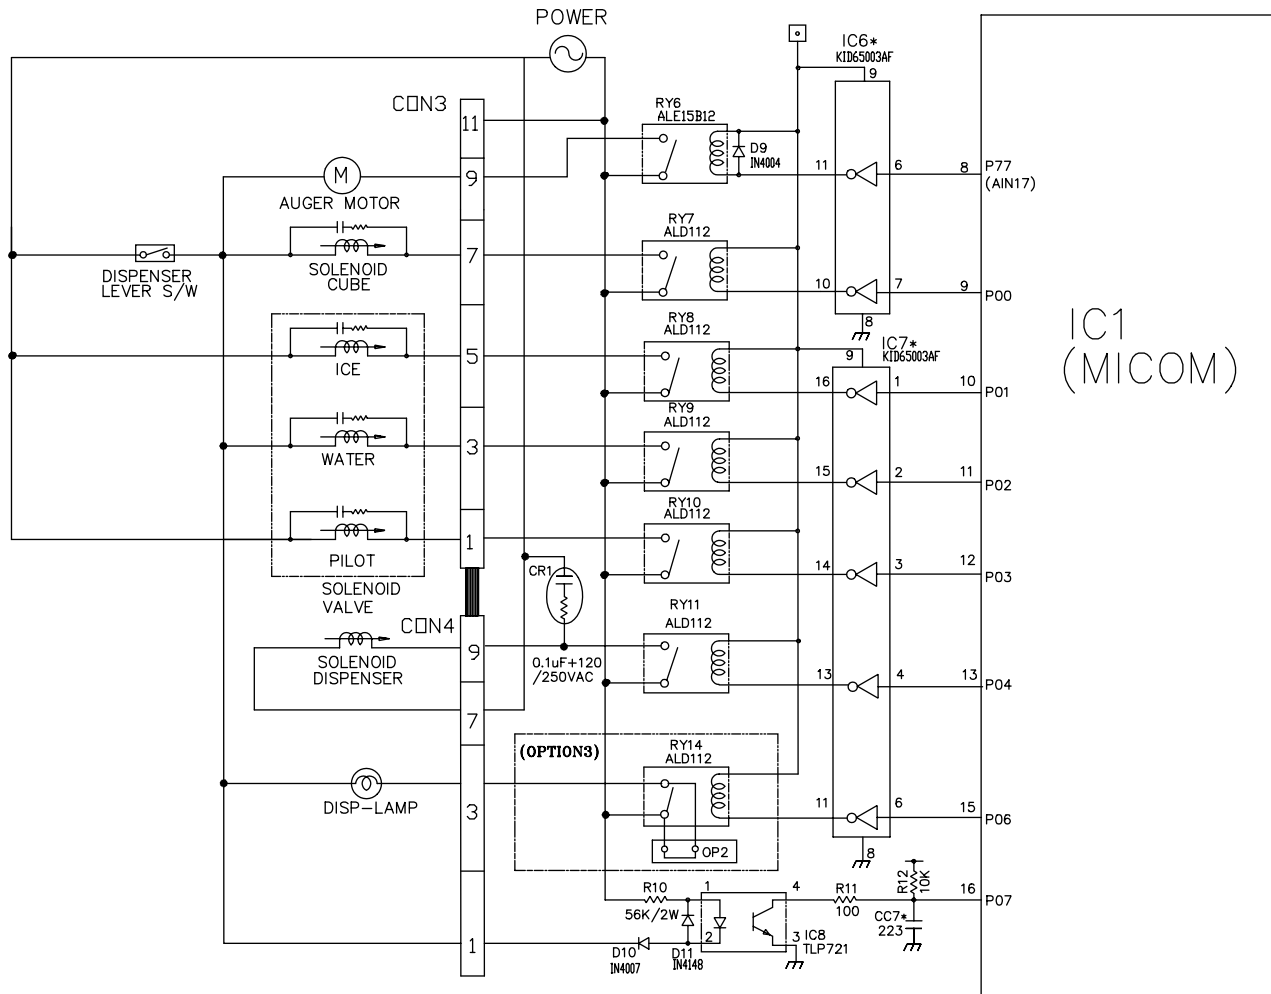 POWER
IC6*
KID65003AF
9
CON3
RY6
ALE15B12
11
D9
IN4004
11
6
8
P77
(AIN17)
M
9
AUGER MOTOR
RY7
ALD112
7
SOLENOID
CUBE
DISPENSER
LEVER S/W
10
7
9
P00
8
RY8
ALD112
IC7*
KID65003AF
9
IC1
(MICOM)
ICE
5
16
1
10
P01
RY9
ALD112
WATER
3
15
2
11
P02
RY10
ALD112
PILOT
1
14
3
12
P03
SOLENOID
VALVE
CR1
RY11
ALD112
CON4
9
SOLENOID
DISPENSER
0.1uF+120
/250VAC
13
4
13
P04
7
(OPTION3)
RY14
ALD112
DISP-LAMP
3
11
6
15
P06
OP2
8
R12
10K
R10
56K/2W
1
4
R11
100
16
P07
CC7*
223
2
3
IC8
TLP721
1
D10
IN4007
D11
IN4148